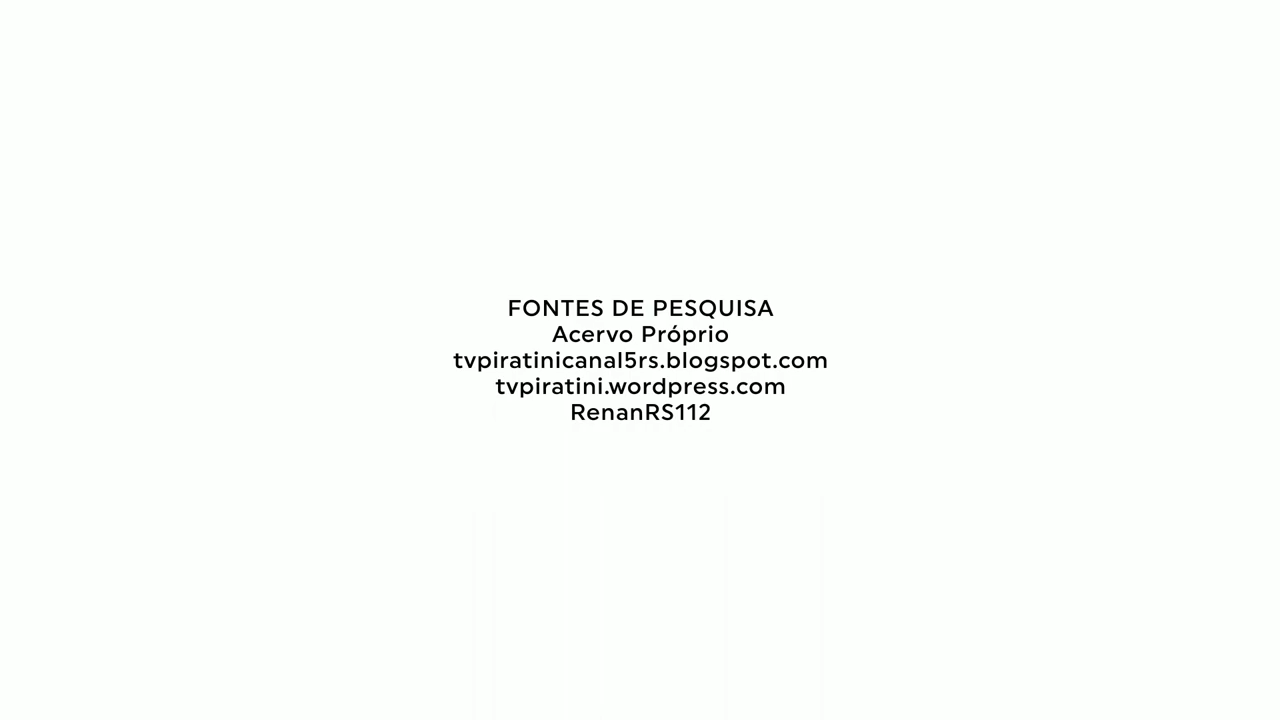 FONTES DE PESQUISA
Acervo Próprio
tvpiratinicanal5rs.blogspot.com
tvpiratini.wordpress.com
RenanRS112